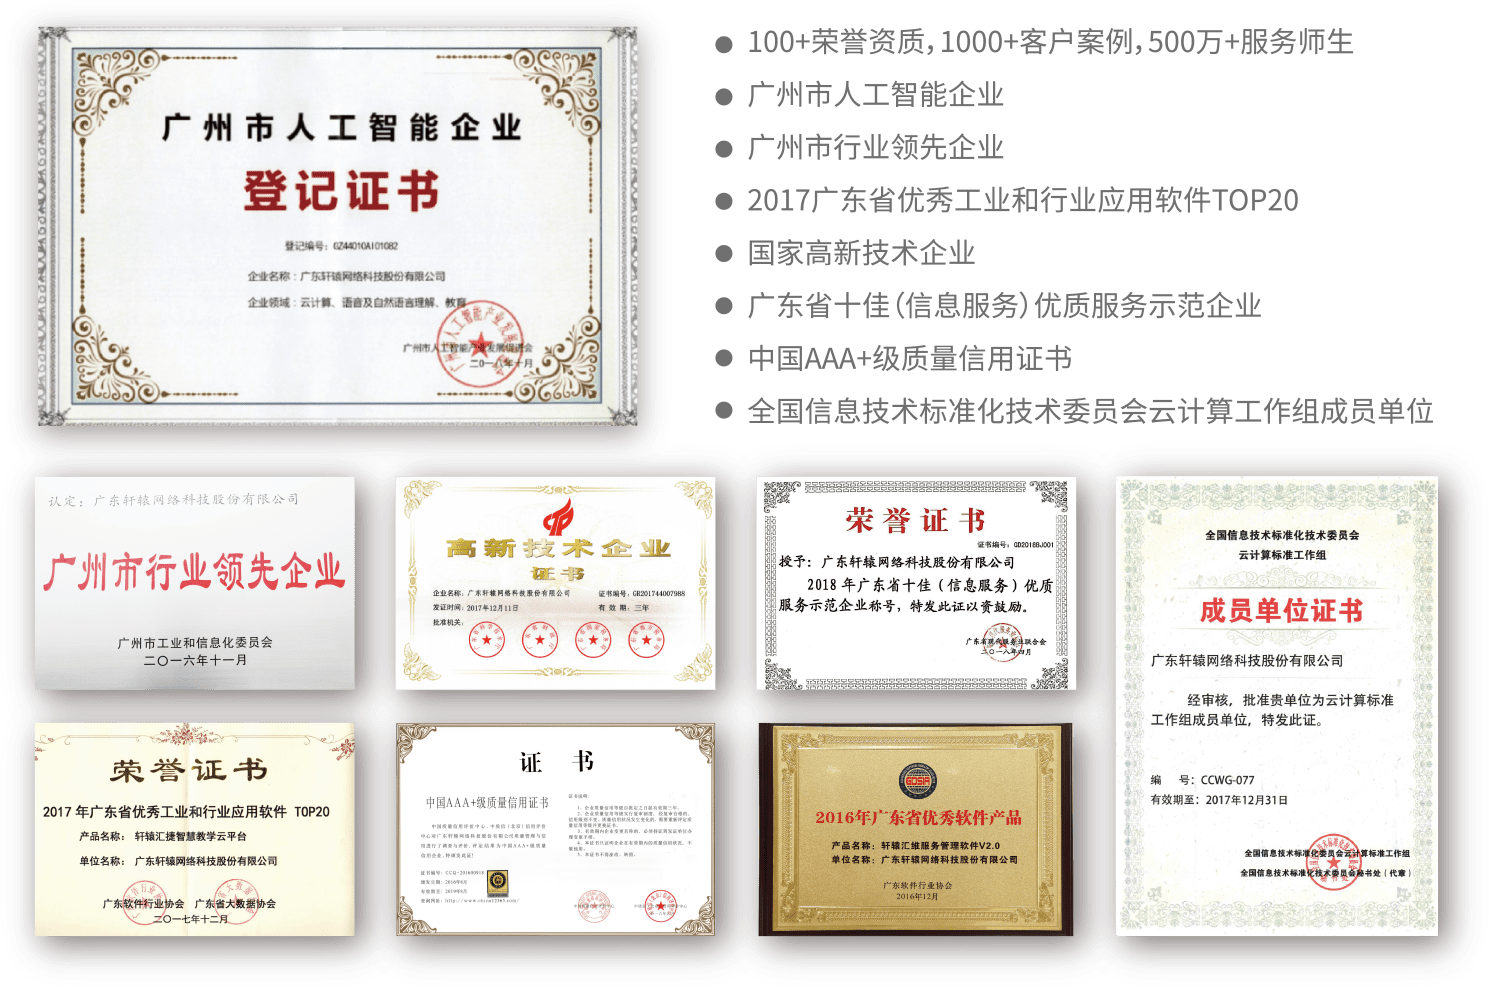 广州市人工智能企业
登记证书
登记编号：GZ44010AI01082
企业名称：广东轩辕网络科技股份有限公司
企业领域：云计算、语音及自然语言理解、教育
广州市人工智能产业发展促进会
二〇一八年十月
100+荣誉资质，1000+客户案例，500万+服务师生
广州市人工智能企业
广州市行业领先企业
2017广东省优秀工业和行业应用软件TOP20
国家高新技术企业
广东省十佳（信息服务）优质服务示范企业
中国AAA+级质量信用证书
全国信息技术标准化技术委员会云计算工作组成员单位
认定：广东轩辕网络科技股份有限公司
广州市行业领先企业
广州市工业和信息化委员会
二〇一六年十一月
高新技术企业
证书
企业名称：广东轩辕网络科技股份有限公司
证书编号：GR201744007988
发证时间：2017年12月11日
有 效 期：三年
批准机关：
荣誉证书
证书编号：GD2018BJ001
授予：广东轩辕网络科技股份有限公司
2018 年广东省十佳（信息服务）优质
服务示范企业称号，特发此证以资鼓励。
广东省现代服务业联合会
二〇一八年四月
全国信息技术标准化技术委员会
云计算标准工作组
成员单位证书
广东轩辕网络科技股份有限公司
经审核，批准贵单位为云计算标准
工作组成员单位，特发此证。
编 号：CCWG-077
有效期至：2017年12月31日
全国信息技术标准化委员会云计算标准工作组
全国信息技术标准化技术委员会秘书处（代章）
荣誉证书
2017 年广东省优秀工业和行业应用软件 TOP20
产品名称： 轩辕汇捷智慧教学云平台
单位名称： 广东轩辕网络科技股份有限公司
广东软件行业协会 广东省大数据协会
二〇一七年十二月
证 书
中国AAA+级质量信用证书
证书说明：
2016年广东省优秀软件产品
产品名称：轩辕汇维服务管理软件V2.0
单位名称：广东轩辕网络科技股份有限公司
广东软件行业协会
2016年12月